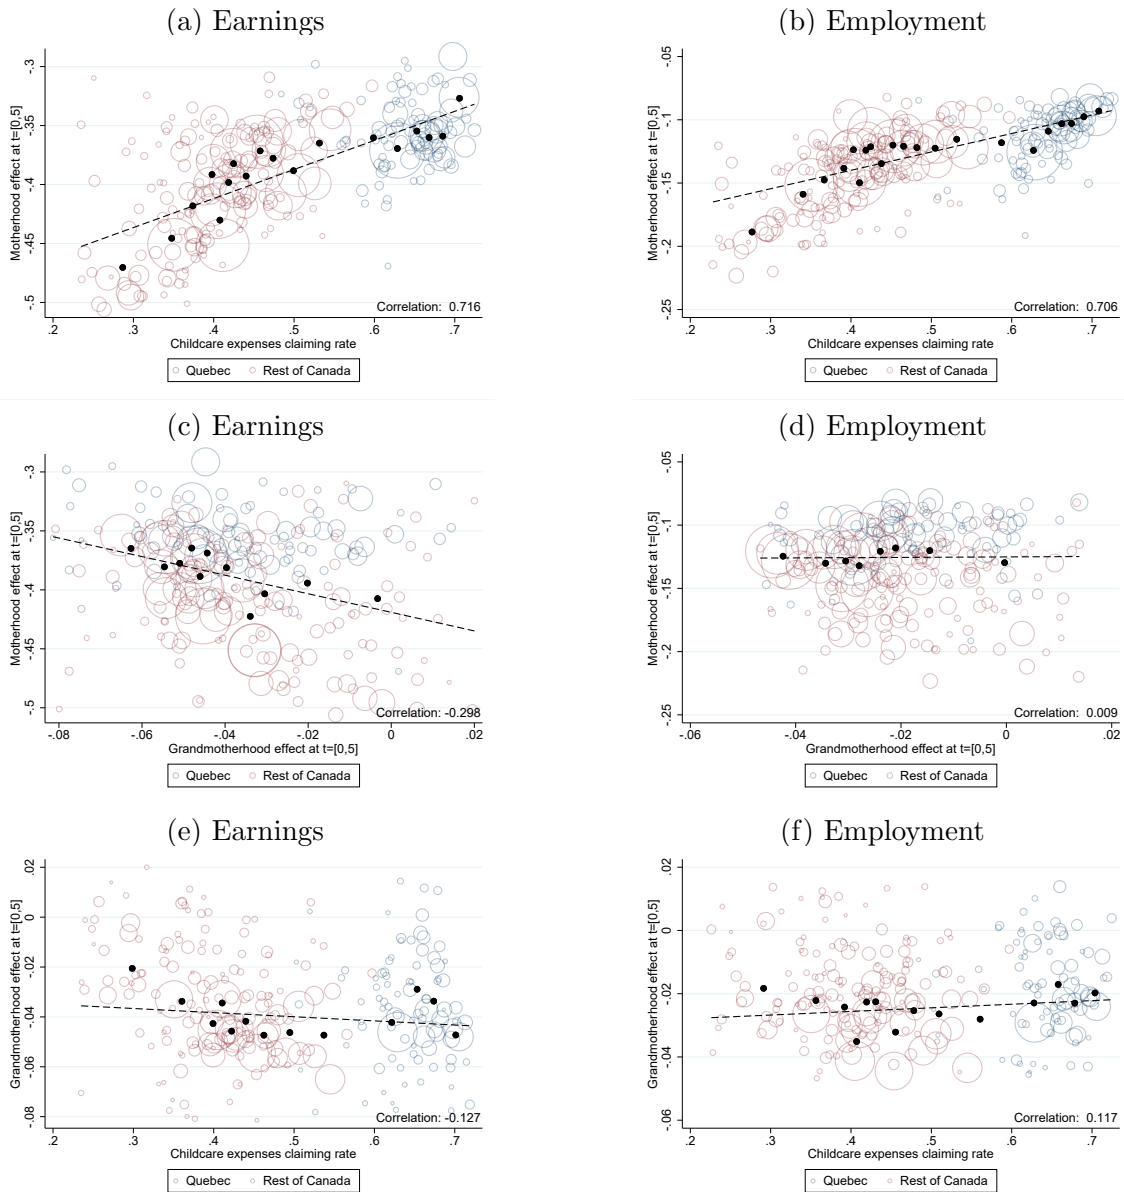 (a) Earnings
Motherhood effect at t=[0,5]
-.3
-.35
-.4
-.45
-.5
Correlation: 0.716
.2 .3 .4 .5 .6 .7
Childcare expenses claiming rate
Quebec Rest of Canada
(b) Employment
Motherhood effect at t=[0,5]
-.05
-.1
-.15
-.2
-.25
Correlation: 0.706
.2 .3 .4 .5 .6 .7
Childcare expenses claiming rate
Quebec Rest of Canada
(c) Earnings
Motherhood effect at t=[0,5]
-.3
-.35
-.4
-.45
-.5
Correlation: -0.298
-.08 -.06 -.04 -.02 0 .02
Grandmotherhood effect at t=[0,5]
Quebec Rest of Canada
(d) Employment
Motherhood effect at t=[0,5]
-.05
-.1
-.15
-.2
-.25
Correlation: 0.009
-.06 -.04 -.02 0 .02
Grandmotherhood effect at t=[0,5]
Quebec Rest of Canada
(e) Earnings
Grandmotherhood effect at t=[0,5]
.02
0
-.02
-.04
-.06
-.08
Correlation: -0.127
.2 .3 .4 .5 .6 .7
Childcare expenses claiming rate
Quebec Rest of Canada
(f) Employment
Grandmotherhood effect at t=[0,5]
.02
0
-.02
-.04
-.06
Correlation: 0.117
.2 .3 .4 .5 .6 .7
Childcare expenses claiming rate
Quebec Rest of Canada